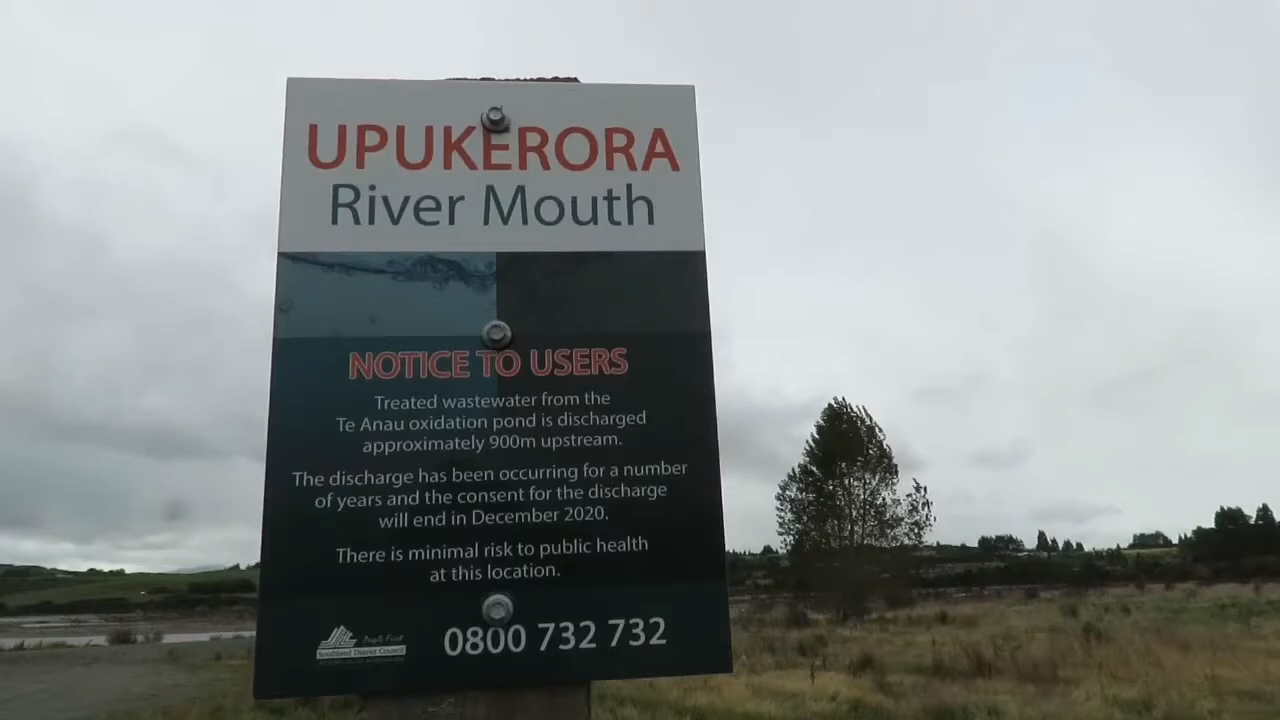 UPUKERORA
River Mouth
NOTICE TO USERS
Treated wastewater from the
Te Anau oxidation pond is discharged
approximately 900m upstream.
The discharge has been occurring for a number
of years and the consent for the discharge
will end in December 2020.
There is minimal risk to public health
at this location.
People First
Southland District Council
0800 732 732